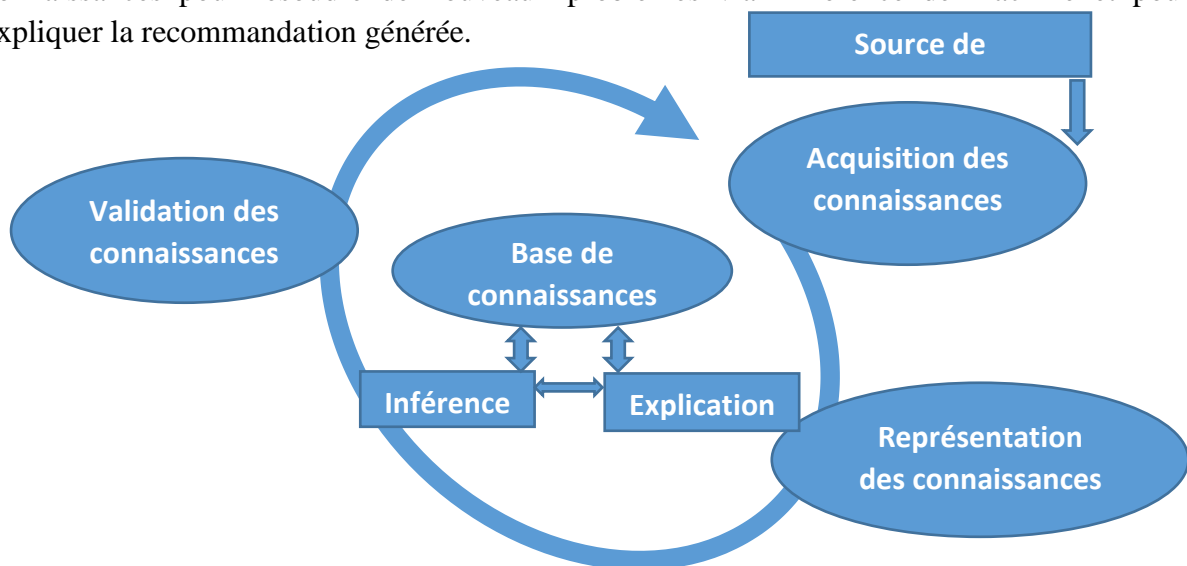 expliquer la recommandation générée.
Source de
Acquisition des
connaissances
Validation des
connaissances
Base de
connaissances
Inférence
Explication
Représentation
des connaissances